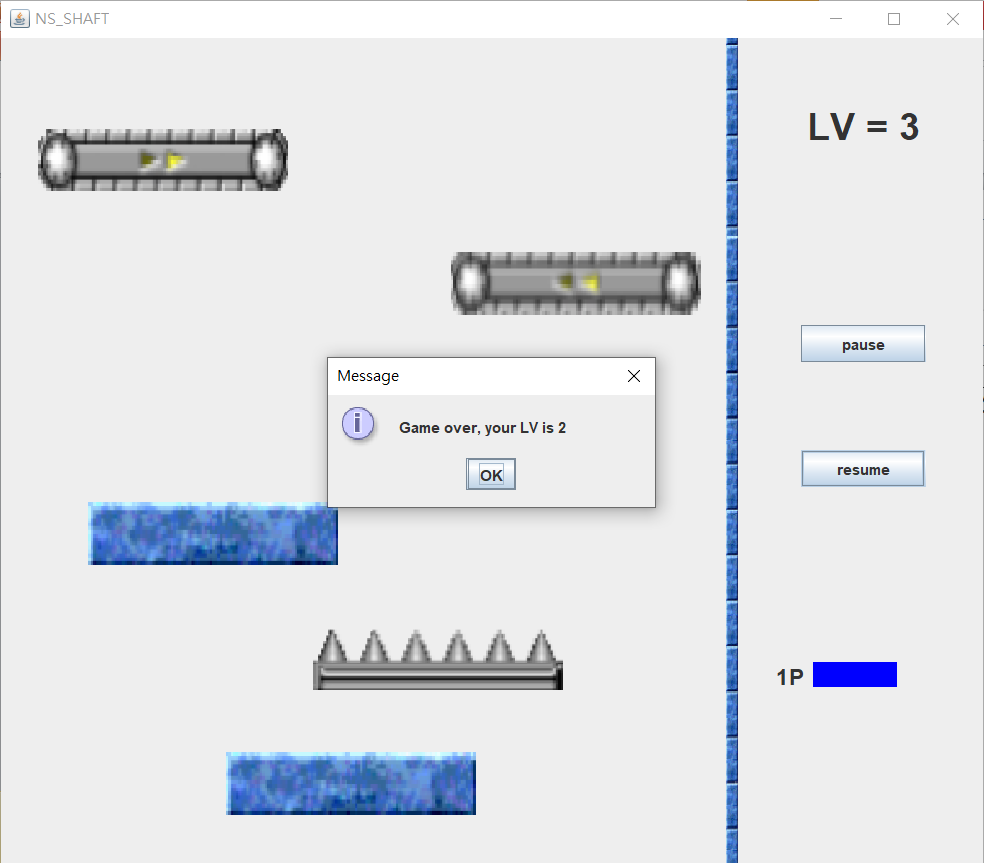 NS_SHAFT
LV = 3
pause
Message
Game over, your LV is 2
OK
resume
1P